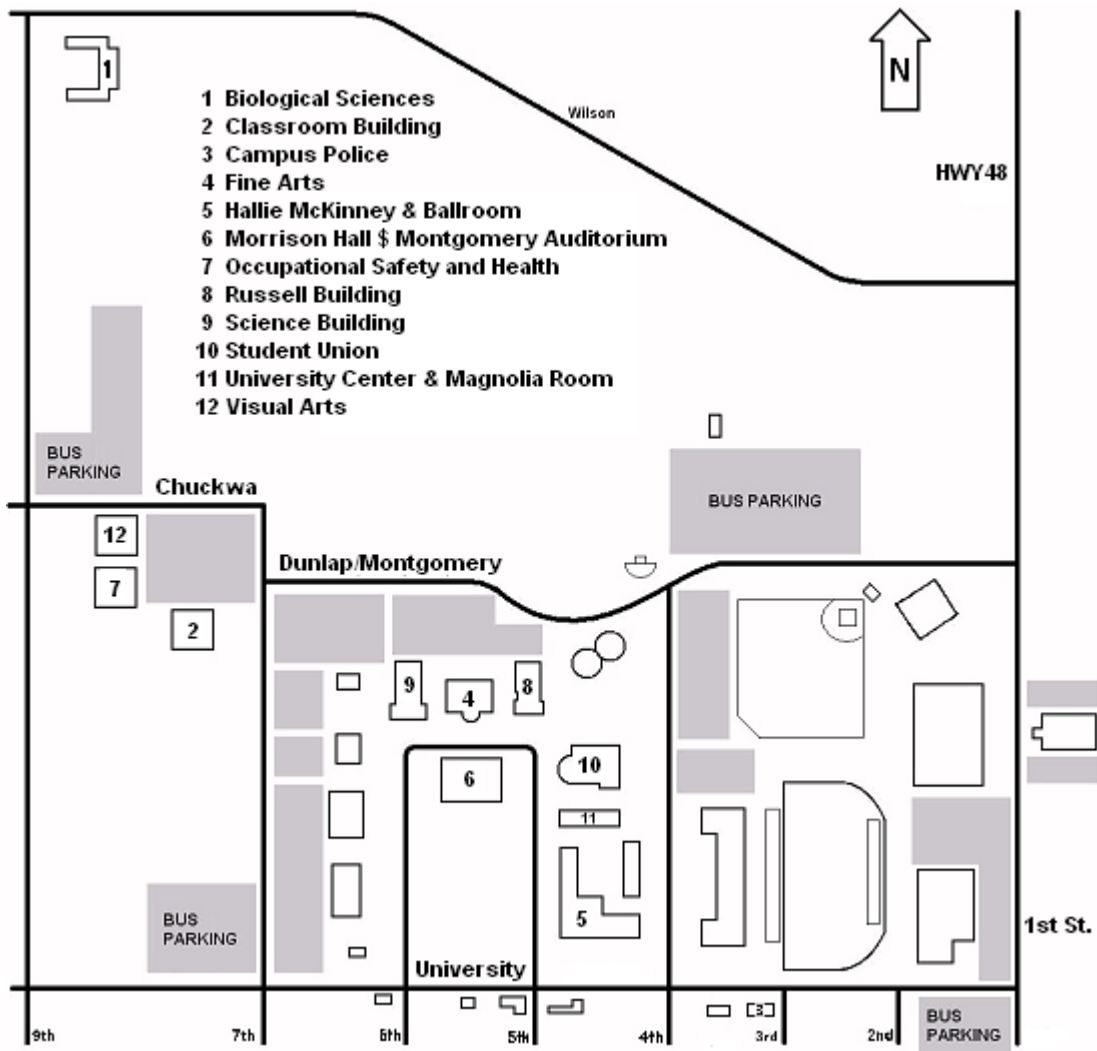 1
N
1 Biological Sciences
2 Classroom Building
3 Campus Police
4 Fine Arts
5 Hallie McKinney & Ballroom
6 Morrison Hall $ Montgomery Auditorium
7 Occupational Safety and Health
8 Russell Building
9 Science Building
10 Student Union
11 University Center & Magnolia Room
12 Visual Arts
Wilson
HWY48
BUS
PARKING
Chuckwa
BUS PARKING
12
7
2
Dunlap/Montgomery
9
4
8
6
10
11
5
BUS
PARKING
University
1st St.
3
BUS
PARKING
9th
7th
6th
5th
4th
3rd
2nd